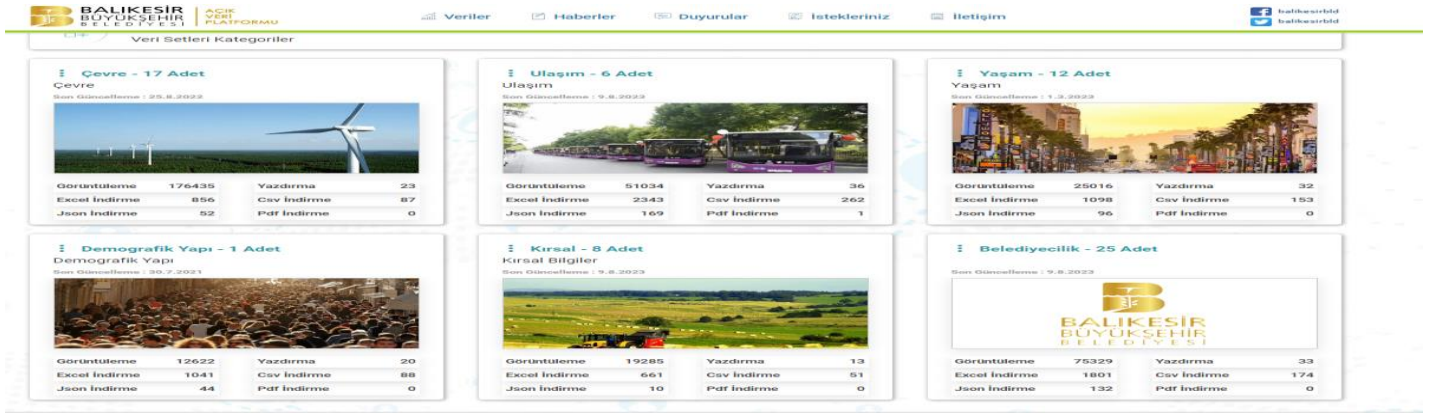 BALIKESİR
BÜYÜKŞEHİR
BELEDİYESİ
AÇIK
VERİ
PLATFORMU
Veriler
Haberler
Duyurular
İstekleriniz
İletişim
balikesirbld
balikesirbld
Veri Setleri Kategoriler
Çevre - 17 Adet
Çevre
Son Güncelleme : 25.8.2023
Görüntüleme 176435 Yazdırma 23
Excel İndirme 856 Csv İndirme 87
Json İndirme 52 Pdf İndirme 0
Ulaşım - 6 Adet
Ulaşım
Son Güncelleme : 9.8.2023
Görüntüleme 51034 Yazdırma 36
Excel İndirme 2343 Csv İndirme 262
Json İndirme 169 Pdf İndirme 1
Yaşam - 12 Adet
Yaşam
Son Güncelleme : 1.3.2023
Görüntüleme 25016 Yazdırma 32
Excel İndirme 1098 Csv İndirme 153
Json İndirme 96 Pdf İndirme 0
Demografik Yapı - 1 Adet
Demografik Yapı
Son Güncelleme : 30.7.2021
Görüntüleme 12622 Yazdırma 20
Excel İndirme 1041 Csv İndirme 88
Json İndirme 44 Pdf İndirme 0
Kırsal - 8 Adet
Kırsal Bilgiler
Son Güncelleme : 9.8.2023
Görüntüleme 19285 Yazdırma 13
Excel İndirme 661 Csv İndirme 51
Json İndirme 10 Pdf İndirme 0
Belediyecilik - 25 Adet
Son Güncelleme : 9.8.2023
BALIKESİR
BÜYÜKŞEHİR
BELEDİYESİ
Görüntüleme 75329 Yazdırma 33
Excel İndirme 1801 Csv İndirme 174
Json İndirme 132 Pdf İndirme 0